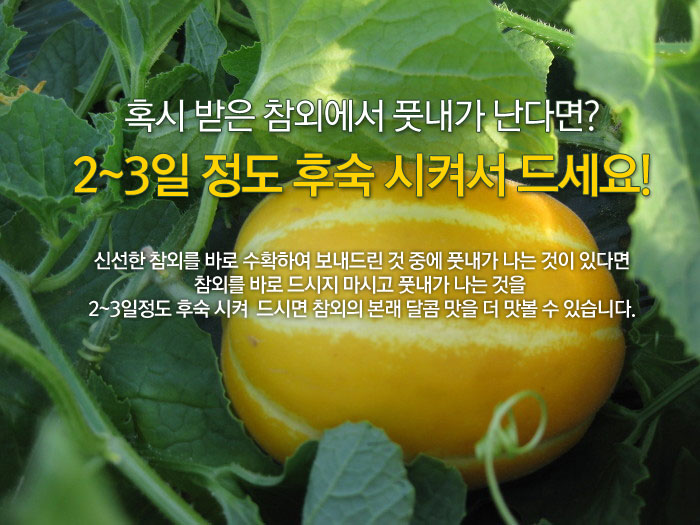 혹시 받은 참외에서 풋내가 난다면?
2~3일 정도 후숙 시켜서 드세요!
신선한 참외를 바로 수확하여 보내드린 것 중에 풋내가 나는 것이 있다면
참외를 바로 드시지 마시고 풋내가 나는 것을
2~3일정도 후숙 시켜 드시면 참외의 본래 달콤 맛을 더 맛볼 수 있습니다.